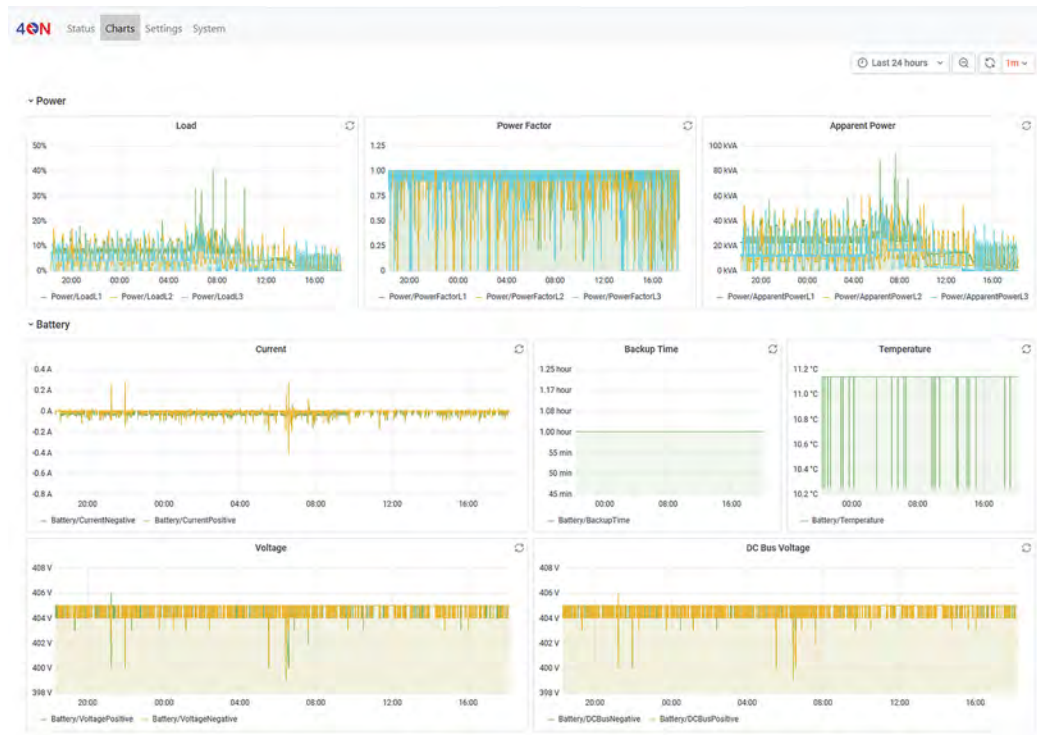 4ON Status Charts Settings System
Last 24 hours 1m
Power
Load
50%
40%
30%
20%
10%
0%
20:00 00:00 04:00 08:00 12:00 16:00
Power/LoadL1 Power/LoadL2 Power/LoadL3
Power Factor
1.25
1.00
0.75
0.50
0.25
0
20:00 00:00 04:00 08:00 12:00 16:00
Power/PowerFactorL1 Power/PowerFactorL2 Power/PowerFactorL3
Apparent Power
100 kVA
80 kVA
60 kVA
40 kVA
20 kVA
0 kVA
20:00 00:00 04:00 08:00 12:00 16:00
Power/ApparentPowerL1 Power/ApparentPowerL2 Power/ApparentPowerL3
Battery
Current
0.4 A
0.2 A
0 A
-0.2 A
-0.4 A
-0.6 A
-0.8 A
20:00 00:00 04:00 08:00 12:00 16:00
Battery/CurrentNegative Battery/CurrentPositive
Backup Time
1.25 hour
1.17 hour
1.08 hour
1.00 hour
55 min
50 min
45 min
00:00 08:00 16:00
Battery/BackupTime
Temperature
11.2 °C
11.0 °C
10.8 °C
10.6 °C
10.4 °C
10.2 °C
00:00 08:00 16:00
Battery/Temperature
Voltage
408 V
406 V
404 V
402 V
400 V
398 V
20:00 00:00 04:00 08:00 12:00 16:00
Battery/VoltagePositive Battery/VoltageNegative
DC Bus Voltage
408 V
406 V
404 V
402 V
400 V
398 V
20:00 00:00 04:00 08:00 12:00 16:00
Battery/DCBusNegative Battery/DCBusPositive